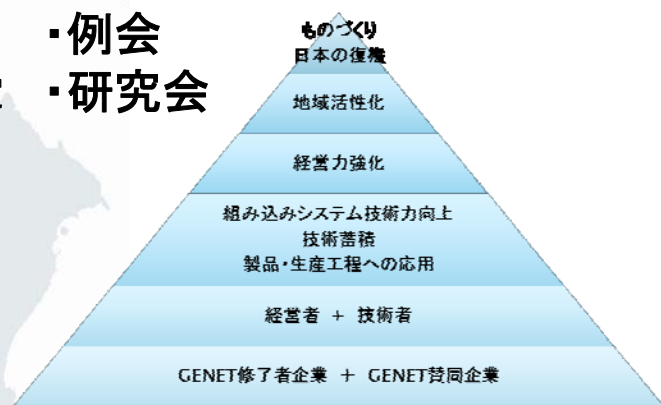 ・例会
・研究会
ものづくり
日本の復権
地域活性化
経営力強化
組み込みシステム技術力向上
技術蓄積
製品・生産工程への応用
経営者 + 技術者
GENET修了者企業 + GENET賛同企業